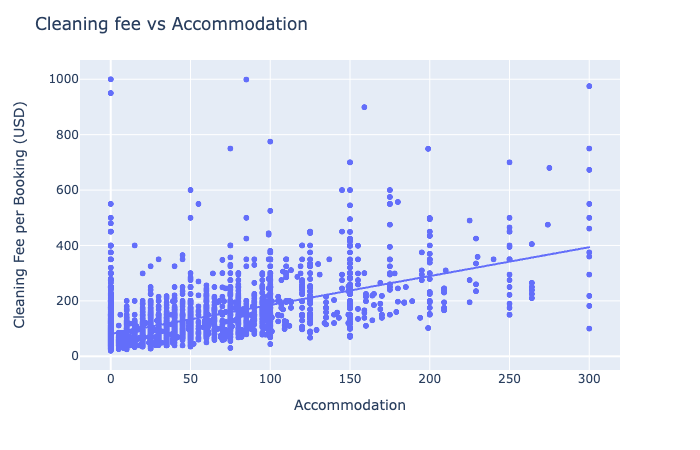 Cleaning fee vs Accommodation
Cleaning Fee per Booking (USD)
1000
800
600
400
200
0
0 50 100 150 200 250 300
Accommodation